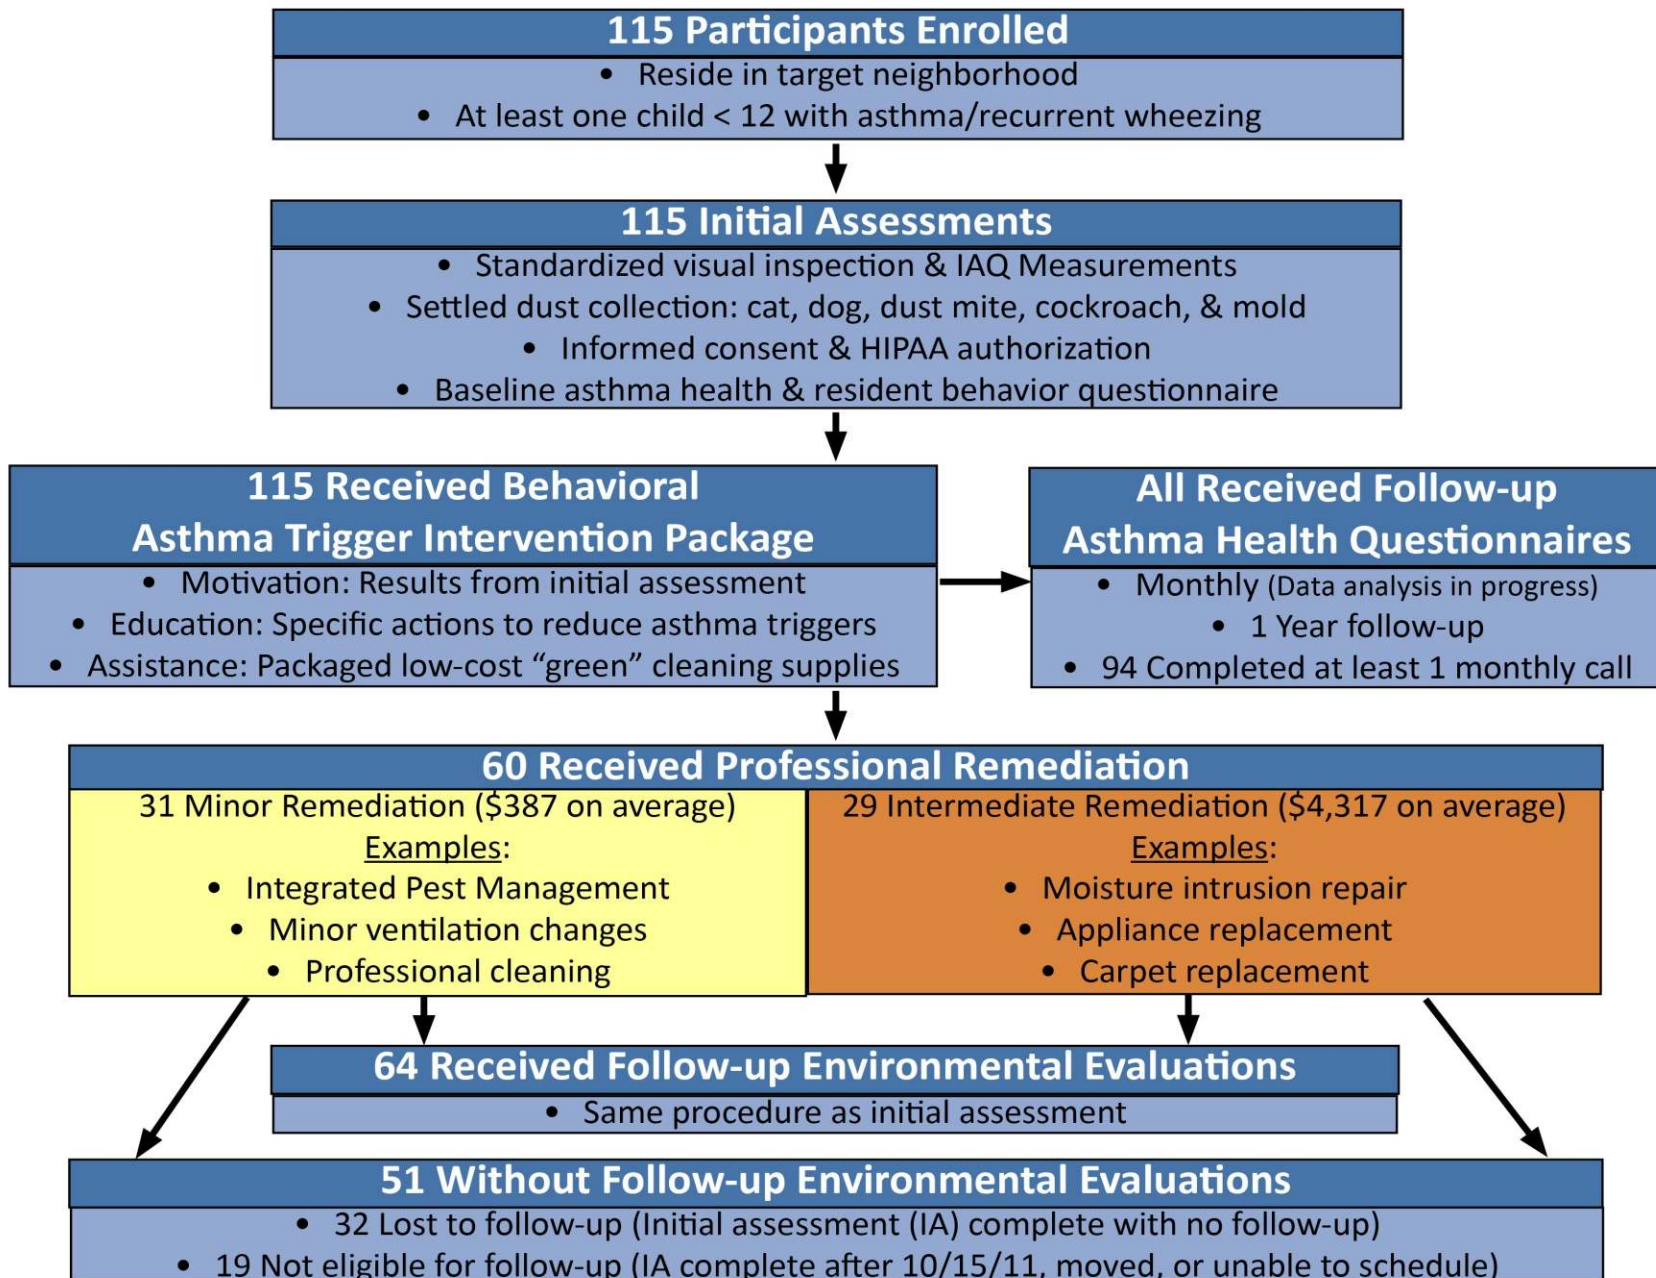 115 Participants Enrolled
• Reside in target neighborhood
• At least one child < 12 with asthma/recurrent wheezing
115 Initial Assessments
• Standardized visual inspection & IAQ Measurements
• Settled dust collection: cat, dog, dust mite, cockroach, & mold
• Informed consent & HIPAA authorization
• Baseline asthma health & resident behavior questionnaire
115 Received Behavioral
Asthma Trigger Intervention Package
• Motivation: Results from initial assessment
• Education: Specific actions to reduce asthma triggers
• Assistance: Packaged low-cost “green” cleaning supplies
All Received Follow-up
Asthma Health Questionnaires
• Monthly (Data analysis in progress)
• 1 Year follow-up
• 94 Completed at least 1 monthly call
60 Received Professional Remediation
31 Minor Remediation ($387 on average)
Examples:
• Integrated Pest Management
• Minor ventilation changes
• Professional cleaning
29 Intermediate Remediation ($4,317 on average)
Examples:
• Moisture intrusion repair
• Appliance replacement
• Carpet replacement
64 Received Follow-up Environmental Evaluations
• Same procedure as initial assessment
51 Without Follow-up Environmental Evaluations
• 32 Lost to follow-up (Initial assessment (IA) complete with no follow-up)
• 19 Not eligible for follow-up (IA complete after 10/15/11, moved, or unable to schedule)